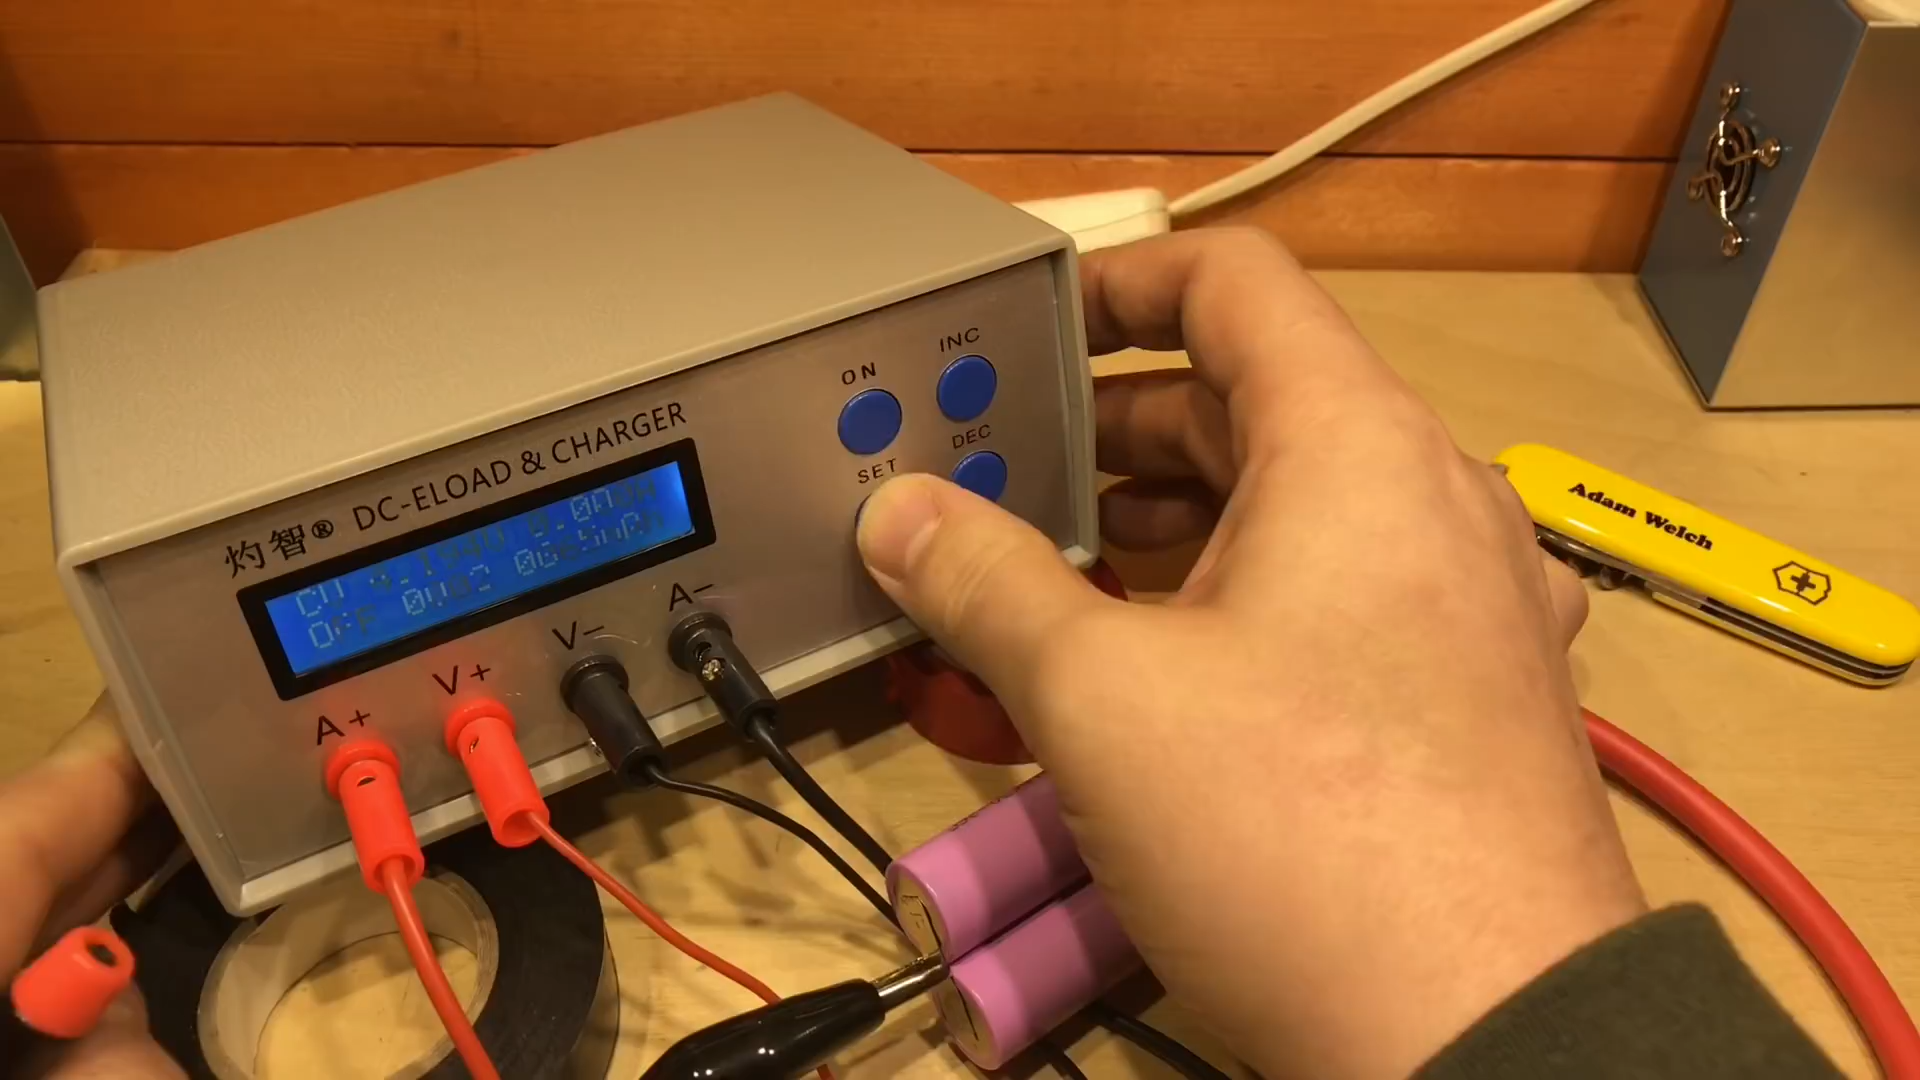 灼智® DC-ELOAD & CHARGER
ON
INC
SET
DEC
A+
V+
V-
A-
Adam Welch